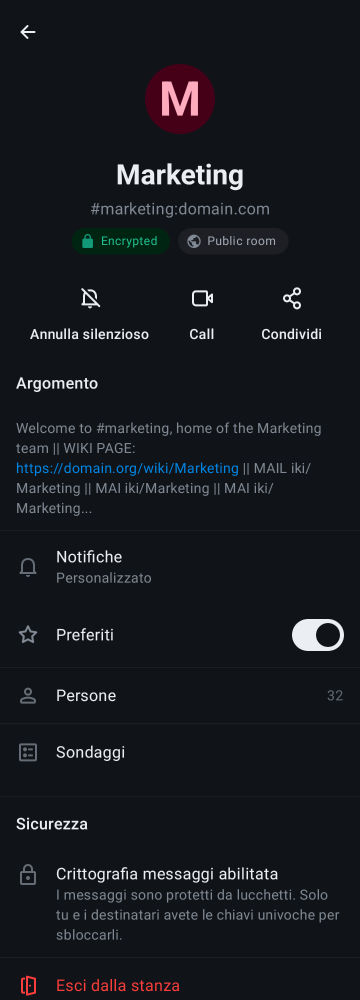 M
Marketing
#marketing:domain.com
Encrypted
Public room
Annulla silenzioso
Call
Condividi
Argomento
Welcome to #marketing, home of the Marketing
team || WIKI PAGE:
https://domain.org/wiki/Marketing || MAIL iki/
Marketing || MAI iki/Marketing || MAI iki/
Marketing...
Notifiche
Personalizzato
Preferiti
Persone
32
Sondaggi
Sicurezza
Crittografia messaggi abilitata
I messaggi sono protetti da lucchetti. Solo
tu e i destinatari avete le chiavi univoche per
sbloccarli.
Esci dalla stanza